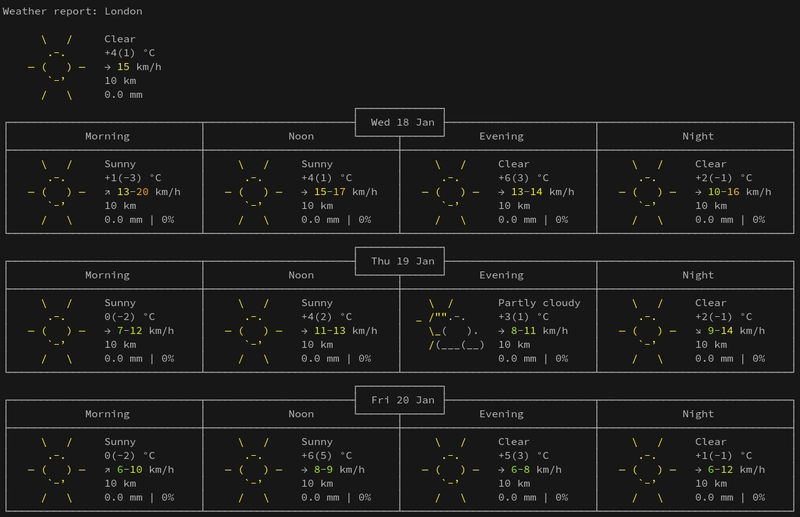 Weather report: London
Clear
+4(1) °C
→ 15 km/h
10 km
0.0 mm
Wed 18 Jan
Morning Noon Evening Night
Sunny Sunny Clear Clear
+1(-3) °C +4(1) °C +6(3) °C +2(-1) °C
↗ 13-20 km/h → 15-17 km/h → 13-14 km/h → 10-16 km/h
10 km 10 km 10 km 10 km
0.0 mm | 0% 0.0 mm | 0% 0.0 mm | 0% 0.0 mm | 0%
Thu 19 Jan
Morning Noon Evening Night
Sunny Sunny Partly cloudy Clear
0(-2) °C +4(2) °C +3(1) °C +2(-1) °C
→ 7-12 km/h → 11-13 km/h → 8-11 km/h ↘ 9-14 km/h
10 km 10 km 10 km 10 km
0.0 mm | 0% 0.0 mm | 0% 0.0 mm | 0% 0.0 mm | 0%
Fri 20 Jan
Morning Noon Evening Night
Sunny Sunny Clear Clear
0(-2) °C +6(5) °C +5(3) °C +1(-1) °C
↗ 6-10 km/h → 8-9 km/h → 6-8 km/h → 6-12 km/h
10 km 10 km 10 km 10 km
0.0 mm | 0% 0.0 mm | 0% 0.0 mm | 0% 0.0 mm | 0%